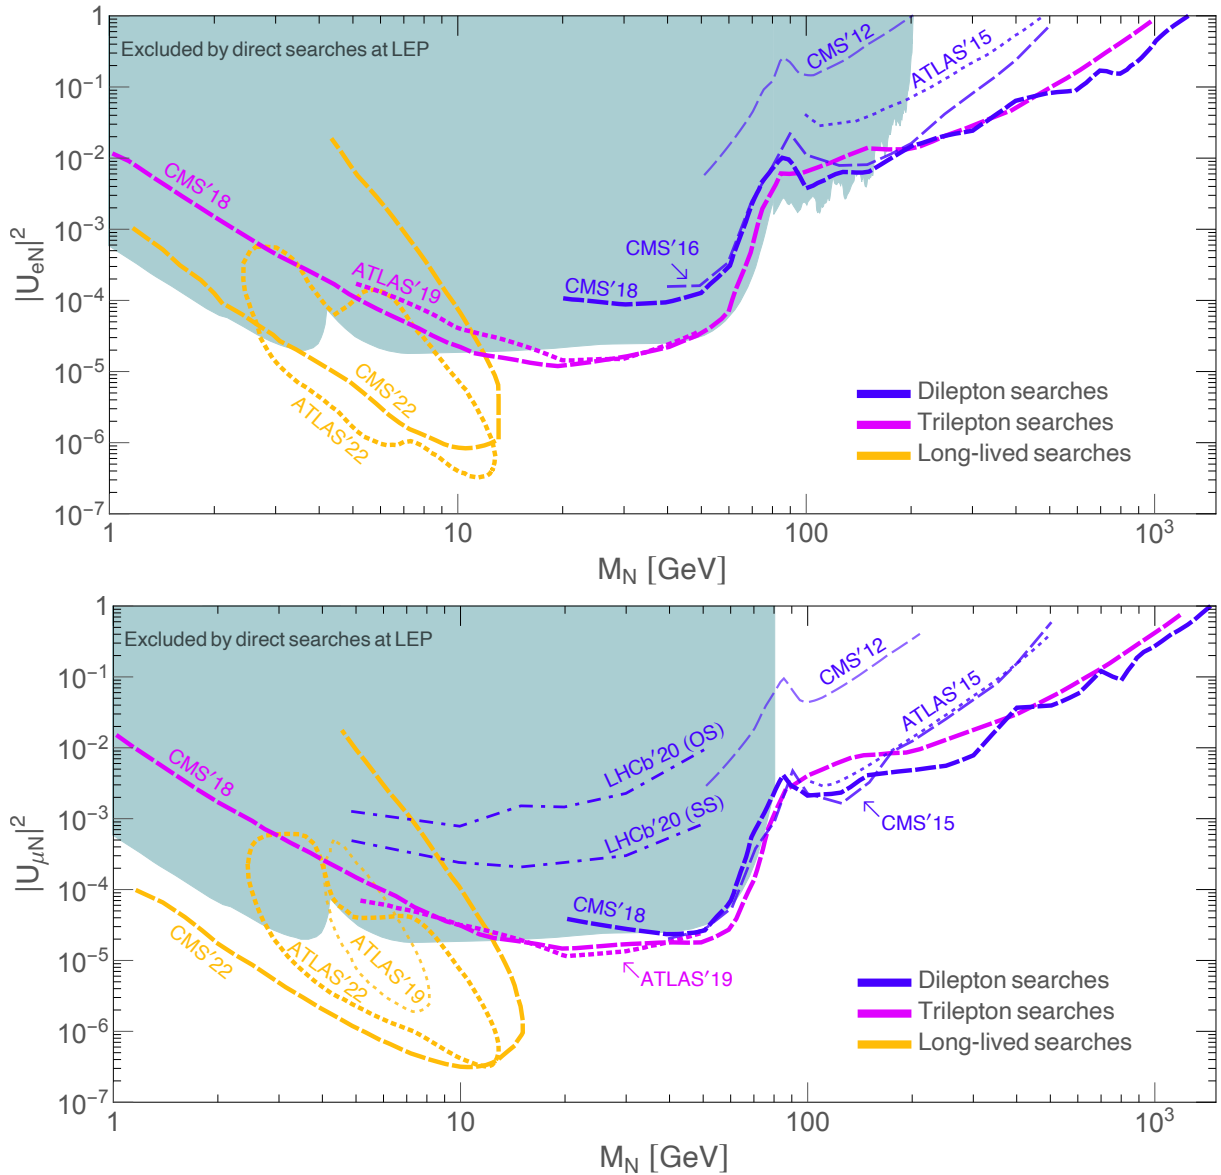 Excluded by direct searches at LEP
CMS'12
ATLAS'15
CMS'18
CMS'16
ATLAS'19
CMS'18
CMS'22
ATLAS'22
Dilepton searches
Trilepton searches
Long-lived searches
|U_{eN}|^2
1
10^{-1}
10^{-2}
10^{-3}
10^{-4}
10^{-5}
10^{-6}
10^{-7}
1 10 100 10^3
M_N [GeV]
Excluded by direct searches at LEP
CMS'12
ATLAS'15
CMS'18
LHCb'20 (OS)
LHCb'20 (SS)
CMS'15
CMS'18
CMS'22
ATLAS'22
ATLAS'19
ATLAS'19
Dilepton searches
Trilepton searches
Long-lived searches
|U_{μN}|^2
1
10^{-1}
10^{-2}
10^{-3}
10^{-4}
10^{-5}
10^{-6}
10^{-7}
1 10 100 10^3
M_N [GeV]